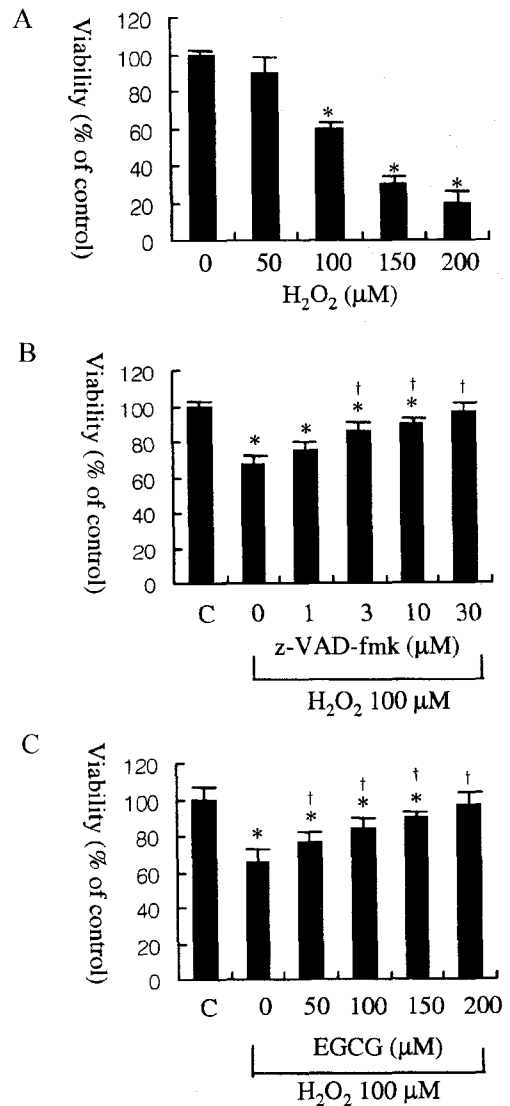 A
Viability (% of control)
120
100
80
60
40
20
0
* * *
0 50 100 150 200
H₂O₂ (μM)
B
Viability (% of control)
120
100
80
60
40
20
0
† † †
* * * *
C 0 1 3 10 30
z-VAD-fmk (μM)
H₂O₂ 100 μM
C
Viability (% of control)
120
100
80
60
40
20
0
† † † †
* * * *
C 0 50 100 150 200
EGCG (μM)
H₂O₂ 100 μM